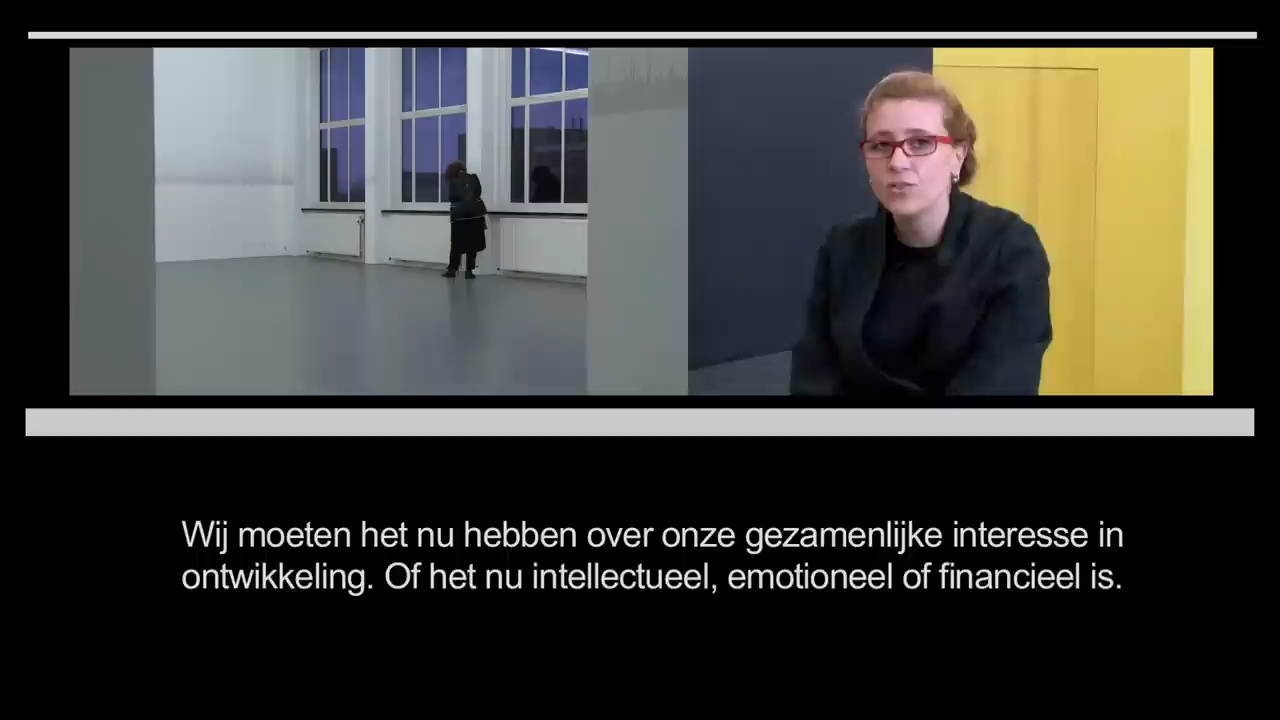 Wij moeten het nu hebben over onze gezamenlijke interesse in
ontwikkeling. Of het nu intellectueel, emotioneel of financieel is.